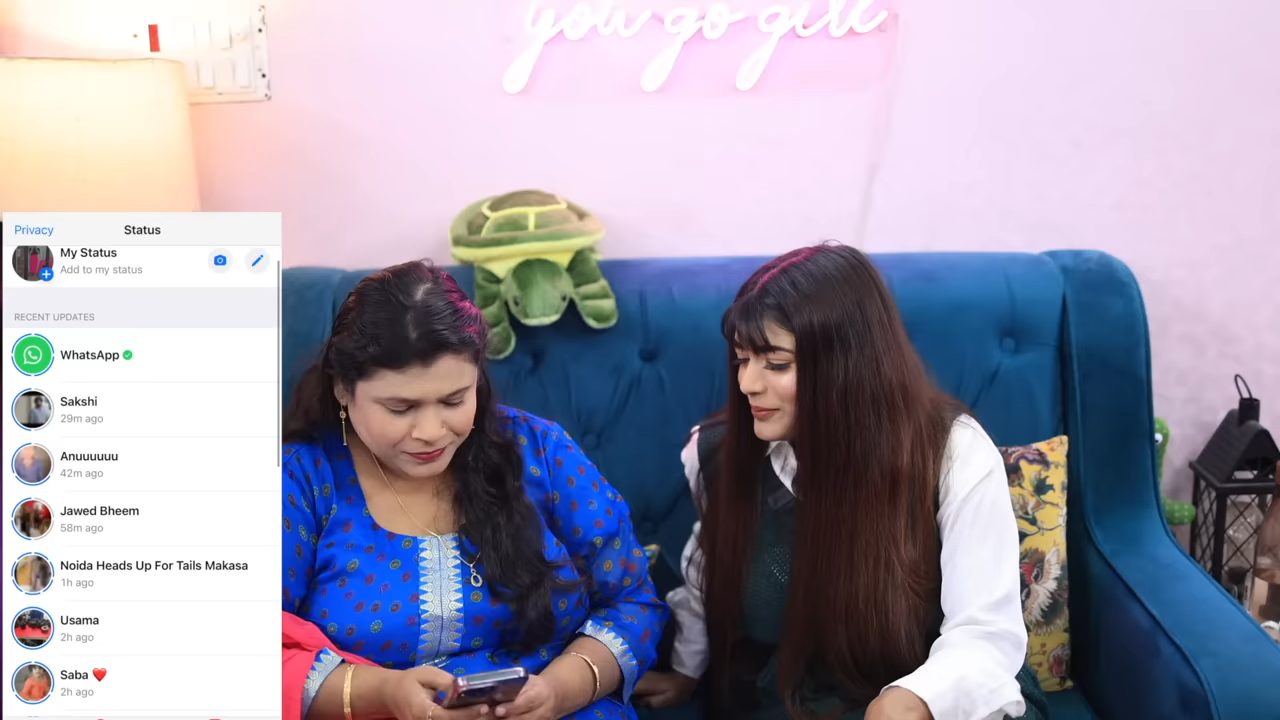 you go girl
Privacy
Status
My Status
Add to my status
RECENT UPDATES
WhatsApp
Sakshi
29m ago
Anuuuuuu
42m ago
Jawed Bheem
58m ago
Noida Heads Up For Tails Makasa
1h ago
Usama
2h ago
Saba ❤️
2h ago